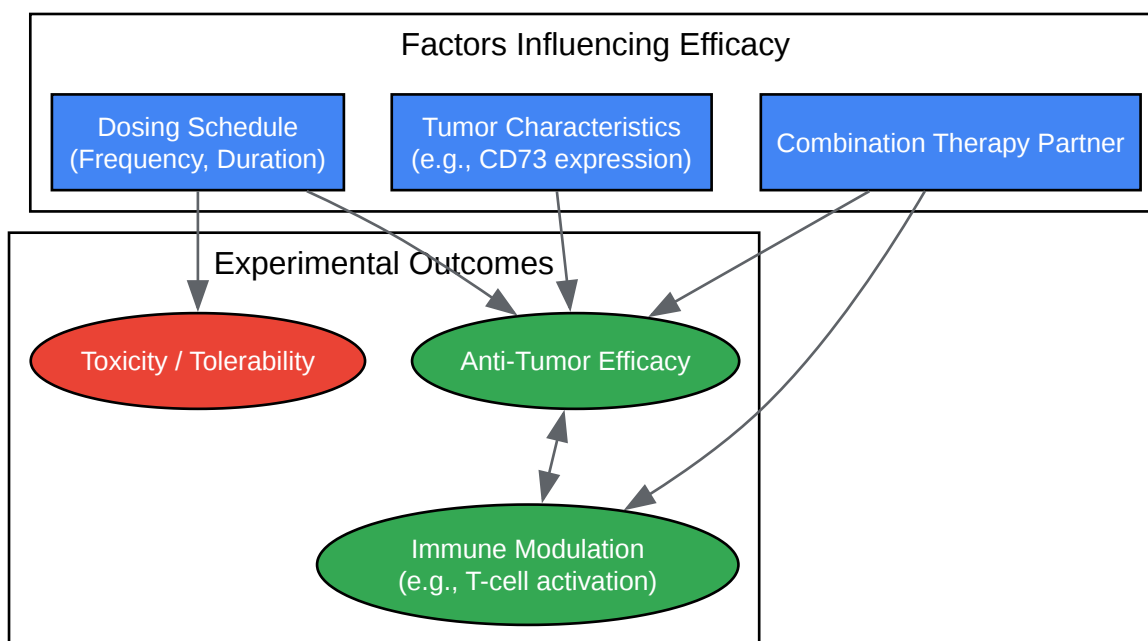 Factors Influencing Efficacy
Dosing Schedule
(Frequency, Duration)
Tumor Characteristics
(e.g., CD73 expression)
Combination Therapy Partner
Experimental Outcomes
Toxicity / Tolerability
Anti-Tumor Efficacy
Immune Modulation
(e.g., T-cell activation)